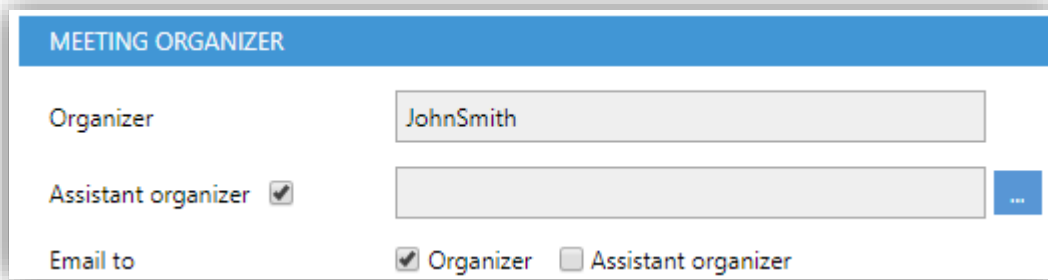 MEETING ORGANIZER
Organizer JohnSmith
Assistant organizer ...
Email to Organizer Assistant organizer